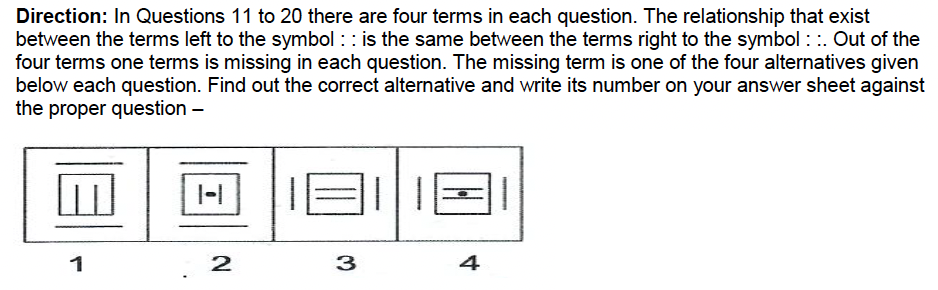 Direction: In Questions 11 to 20 there are four terms in each question. The relationship that exist
between the terms left to the symbol : : is the same between the terms right to the symbol : :. Out of the
four terms one terms is missing in each question. The missing term is one of the four alternatives given
below each question. Find out the correct alternative and write its number on your answer sheet against
the proper question –
1 2 3 4